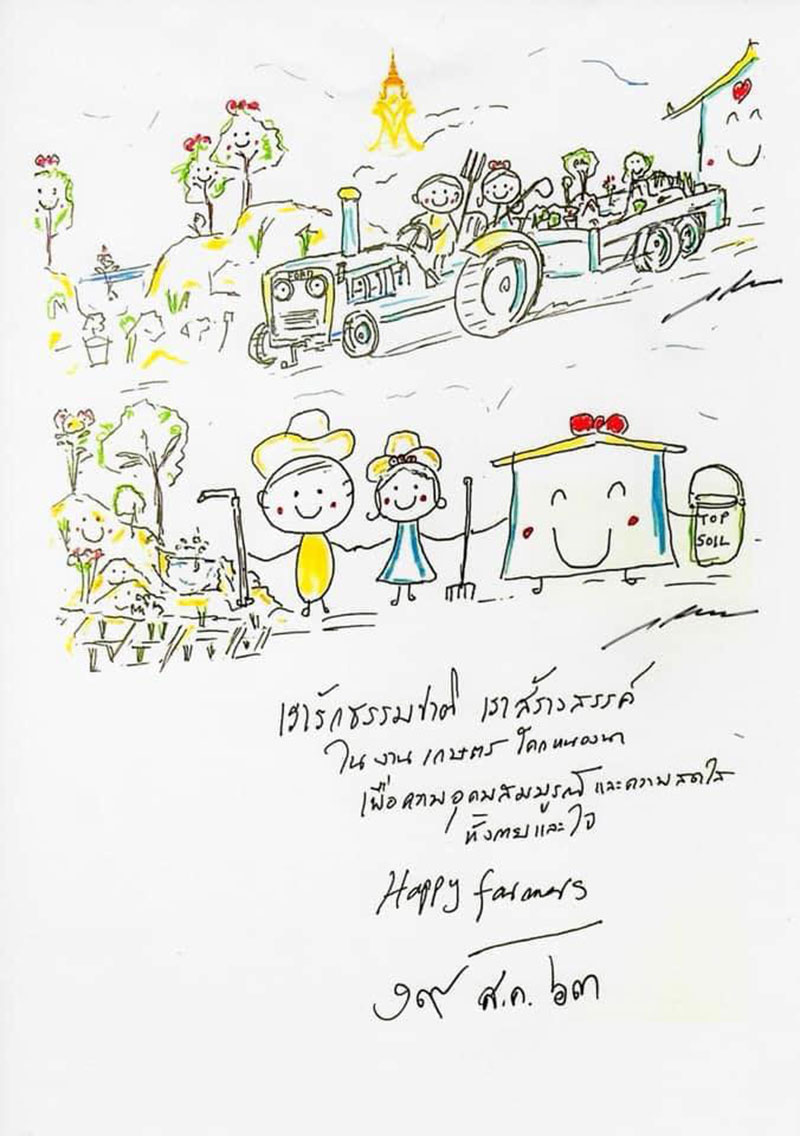 FORD
TOP
SOIL
เรารักธรรมชาติ เราสร้างสรรค์
ใน งาน เกษตร โคกหนองนา
เพื่อความอุดมสมบูรณ์ และความสดใส
ทั้งกายและใจ
Happy farmers
๑๙ ส.ค. ๖๓